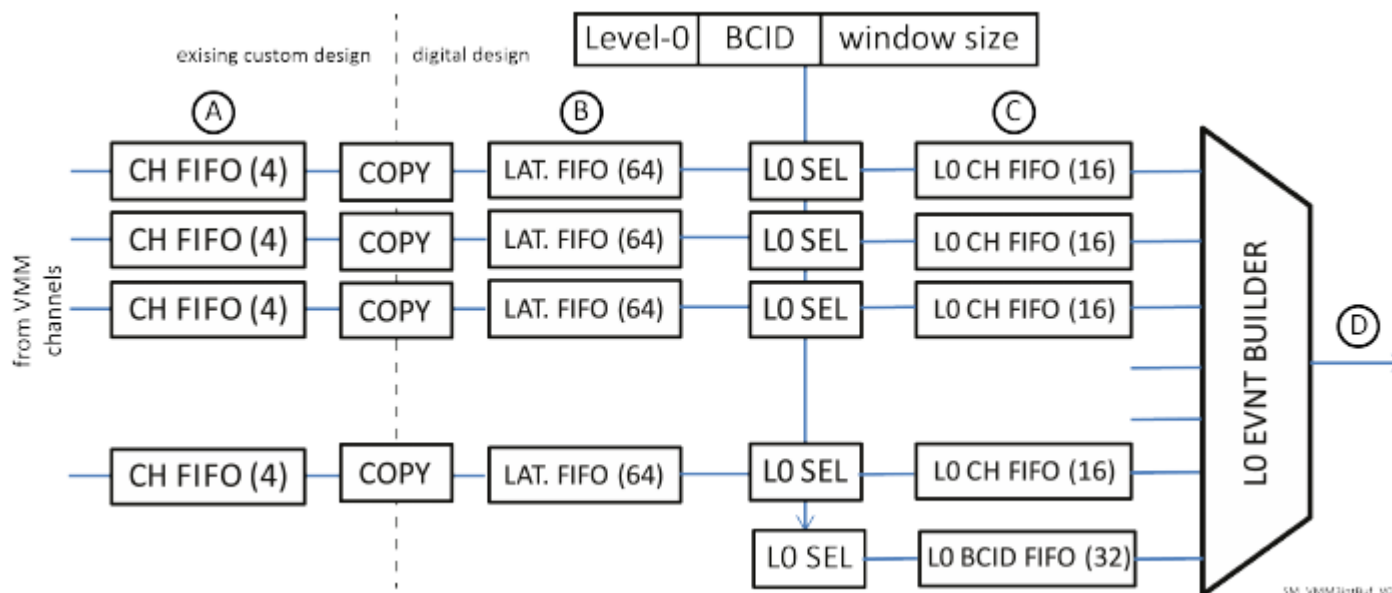 Level-0 BCID window size
exising custom design digital design
A B C
CH FIFO (4) COPY LAT. FIFO (64) L0 SEL L0 CH FIFO (16)
CH FIFO (4) COPY LAT. FIFO (64) L0 SEL L0 CH FIFO (16)
CH FIFO (4) COPY LAT. FIFO (64) L0 SEL L0 CH FIFO (16)
from VMM
channels
L0 EVNT BUILDER
D
CH FIFO (4) COPY LAT. FIFO (64) L0 SEL L0 CH FIFO (16)
L0 SEL L0 BCID FIFO (32)